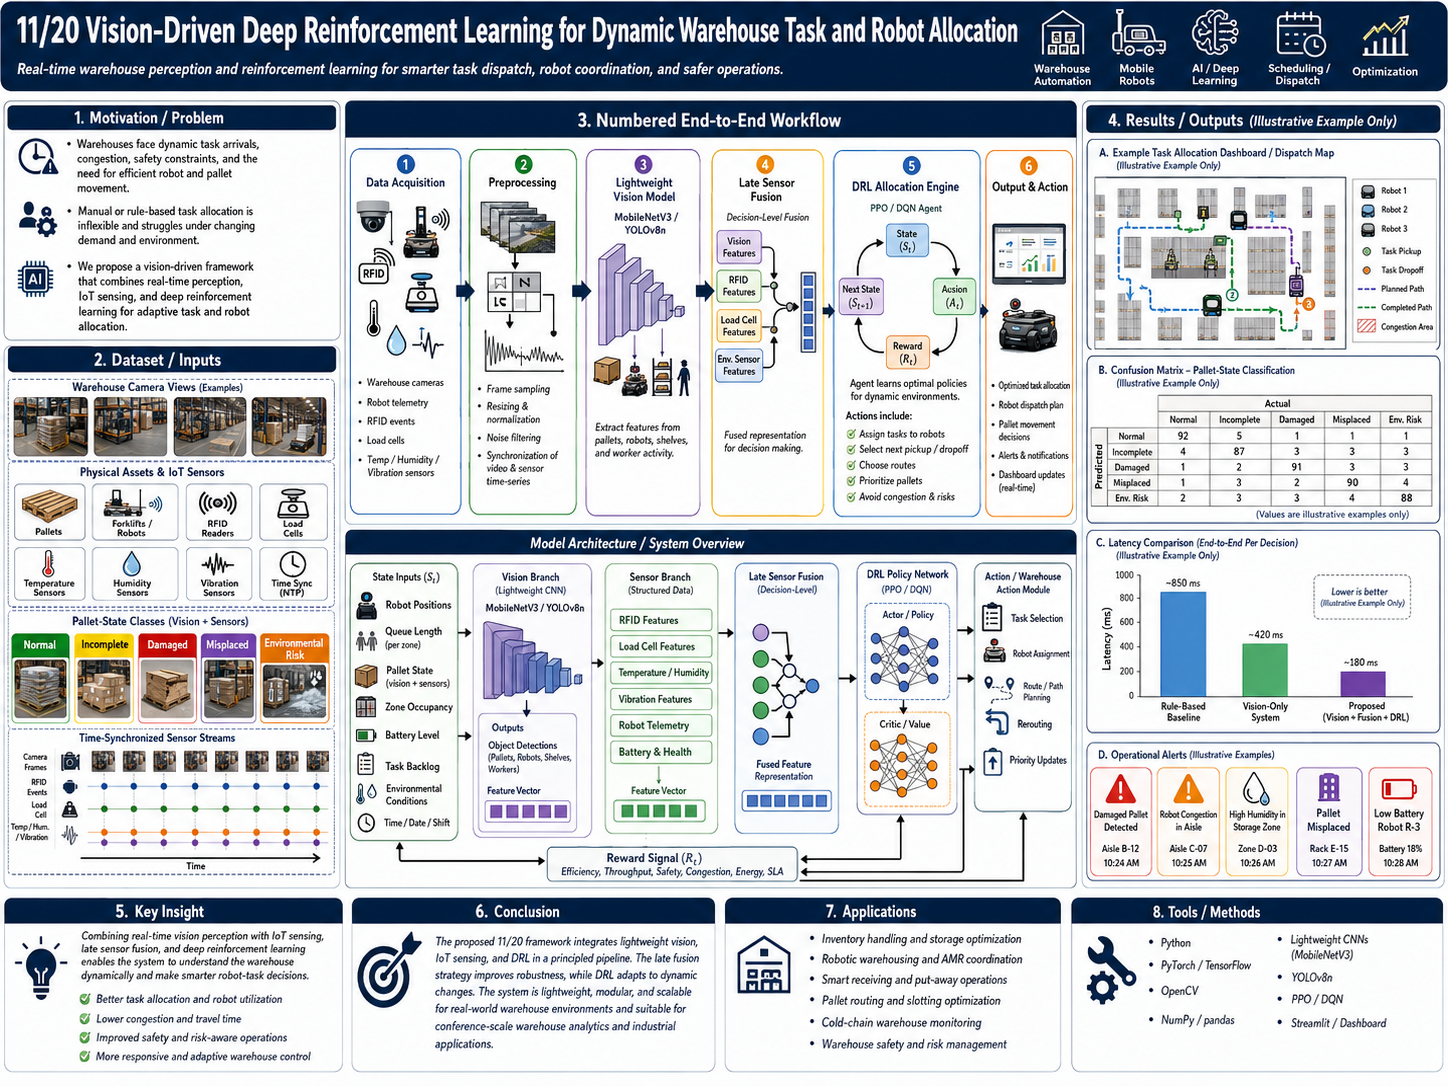 11/20 Vision-Driven Deep Reinforcement Learning for Dynamic Warehouse Task and Robot Allocation
Real-time warehouse perception and reinforcement learning for smarter task dispatch, robot coordination, and safer operations.
Warehouse
Automation
Mobile
Robots
AI / Deep
Learning
Scheduling /
Dispatch
Optimization
1. Motivation / Problem
• Warehouses face dynamic task arrivals,
congestion, safety constraints, and the
need for efficient robot and pallet
movement.
• Manual or rule-based task allocation is
inflexible and struggles under changing
demand and environment.
AI
• We propose a vision-driven framework
that combines real-time perception,
IoT sensing, and deep reinforcement
learning for adaptive task and robot
allocation.
2. Dataset / Inputs
Warehouse Camera Views (Examples)
Physical Assets & IoT Sensors
Pallets
Forklifts /
Robots
RFID
Readers
Load
Cells
Temperature
Sensors
Humidity
Sensors
Vibration
Sensors
Time Sync
(NTP)
Pallet-State Classes (Vision + Sensors)
Normal
Incomplete
Damaged
Misplaced
Environmental
Risk
Time-Synchronized Sensor Streams
Camera
Frames
RFID
Events
Load
Cell
Temp / Hum.
/ Vibration
Time
3. Numbered End-to-End Workflow
1
Data Acquisition
RFID
• Warehouse cameras
• Robot telemetry
• RFID events
• Load cells
• Temp / Humidity /
Vibration sensors
2
Preprocessing
• Frame sampling
• Resizing &
normalization
• Noise filtering
• Synchronization of
video & sensor
time-series
3
Lightweight
Vision Model
MobileNetV3 /
YOLOv8n
Extract features from
pallets, robots, shelves,
and worker activity.
4
Late Sensor
Fusion
Decision-Level Fusion
Vision
Features
RFID
Features
Load Cell
Features
Env. Sensor
Features
Fused representation
for decision making.
5
DRL Allocation Engine
PPO / DQN Agent
State
(S_t)
Next State
(S_{t+1})
Acsion
(A_t)
Reward
(R_t)
Agent learns optimal policies
for dynamic environments.
Actions include:
Assign tasks to robots
Select next pickup / dropoff
Choose routes
Prioritize pallets
Avoid congestion & risks
6
Output & Action
• Optimized task allocation
• Robot dispatch plan
• Pallet movement
decisions
• Alerts & notifications
• Dashboard updates
(real-time)
Model Architecture / System Overview
State Inputs (S_t)
Robot Positions
Queue Length
(per zone)
Pallet State
(vision + sensors)
Zone Occupancy
Battery Level
Task Backlog
Environmental
Conditions
Time / Date / Shift
Vision Branch
(Lightweight CNN)
MobileNetV3 / YOLOv8n
Outputs
Object Detections
(Pallets, Robots, Shelves,
Workers)
Feature Vector
Sensor Branch
(Structured Data)
RFID Features
Load Cell Features
Temperature / Humidity
Vibration Features
Robot Telemetry
Battery & Health
Feature Vector
Late Sensor Fusion
(Decision-Level)
Fused Feature
Representation
DRL Policy Network
(PPO / DQN)
Actor / Policy
Critic / Value
Action / Warehouse
Action Module
Task Selection
Robot Assignment
Route / Path
Planning
Rerouting
Priority Updates
Reward Signal (R_t)
Efficiency, Throughput, Safety, Congestion, Energy, SLA
4. Results / Outputs (Illustrative Example Only)
A. Example Task Allocation Dashboard / Dispatch Map
(Illustrative Example Only)
Robot 1
Robot 2
Robot 3
Task Pickup
Task Dropoff
Planned Path
Completed Path
Congestion Area
B. Confusion Matrix – Pallet-State Classification
(Illustrative Example Only)
Actual
Normal Incomplete Damaged Misplaced Env. Risk
Predicted
Normal 92 5 1 1 1
Incomplete 4 87 3 3 3
Damaged 1 2 91 3 3
Misplaced 1 3 2 90 4
Env. Risk 2 3 3 4 88
(Values are illustrative examples only)
C. Latency Comparison (End-to-End Per Decision)
(Illustrative Example Only)
Latency (ms)
1000
800
600
400
200
0
~850 ms
~420 ms
~180 ms
Lower is better
(Illustrative Example Only)
Rule-Based
Baseline
Vision-Only
System
Proposed
(Vision + Fusion + DRL)
D. Operational Alerts (Illustrative Examples)
Damaged Pallet
Detected
Aisle B-12
10:24 AM
Robot Congestion
in Aisle
Aisle C-07
10:25 AM
High Humidity in
Storage Zone
Zone D-03
10:26 AM
Pallet
Misplaced
Rack E-15
10:27 AM
Low Battery
Robot R-3
Battery 18%
10:28 AM
5. Key Insight
Combining real-time vision perception with IoT sensing,
late sensor fusion, and deep reinforcement learning
enables the system to understand the warehouse
dynamically and make smarter robot-task decisions.
Better task allocation and robot utilization
Lower congestion and travel time
Improved safety and risk-aware operations
More responsive and adaptive warehouse control
6. Conclusion
The proposed 11/20 framework integrates lightweight vision,
IoT sensing, and DRL in a principled pipeline. The late fusion
strategy improves robustness, while DRL adapts to dynamic
changes. The system is lightweight, modular, and scalable
for real-world warehouse environments and suitable for
conference-scale warehouse analytics and industrial
applications.
7. Applications
• Inventory handling and storage optimization
• Robotic warehousing and AMR coordination
• Smart receiving and put-away operations
• Pallet routing and slotting optimization
• Cold-chain warehouse monitoring
• Warehouse safety and risk management
8. Tools / Methods
• Python
• PyTorch / TensorFlow
• OpenCV
• NumPy / pandas
• Lightweight CNNs
(MobileNetV3)
• YOLOv8n
• PPO / DQN
• Streamlit / Dashboard